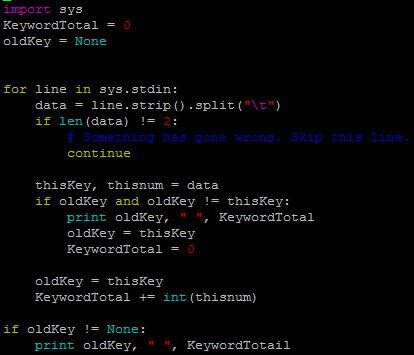 import sys
KeywordTotal = 0
oldKey = None
for line in sys.stdin:
    data = line.strip().split("\t")
    if len(data) != 2:
        # Something has gone wrong. Skip this line.
        continue
    thisKey, thisnum = data
    if oldKey and oldKey != thisKey:
        print oldKey, " ", KeywordTotal
        oldKey = thisKey
        KeywordTotal = 0
    oldKey = thisKey
    KeywordTotal += int(thisnum)
if oldKey != None:
    print oldKey, " ", KeywordTotail